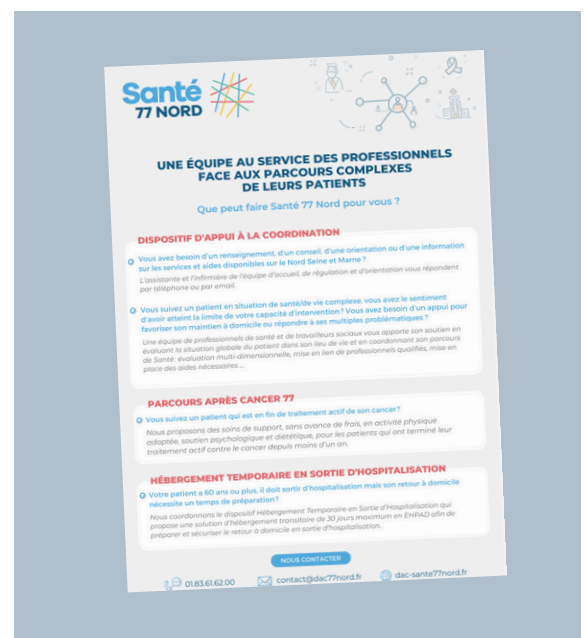 Santé
77 NORD
UNE ÉQUIPE AU SERVICE DES PROFESSIONNELS
FACE AUX PARCOURS COMPLEXES
DE LEURS PATIENTS
Que peut faire Santé 77 Nord pour vous ?
DISPOSITIF D'APPUI À LA COORDINATION
Vous avez besoin d'un renseignement, d'un conseil, d'une orientation ou d'une information
sur les services et aides disponibles sur le Nord Seine et Marne ?
L'assistante et l'infirmière de l'équipe d'accueil, de régulation et d'orientation vous répondent
par téléphone ou par email.
Vous suivez un patient en situation de santé/de vie complexe, vous avez le sentiment
d'avoir atteint la limite de votre capacité d'intervention? Vous avez besoin d'un appui pour
favoriser son maintien à domicile ou répondre à ses multiples problématiques ?
Une équipe de professionnels de santé et de travailleurs sociaux vous apporte son soutien en
évaluant la situation globale du patient dans son lieu de vie et en coordonnant son parcours
de Santé: évaluation multi-dimensionnelle, mise en lien de professionnels qualifiés, mise en
place des aides nécessaires ...
PARCOURS APRÈS CANCER 77
Vous suivez un patient qui est en fin de traitement actif de son cancer?
Nous proposons des soins de support, sans avance de frais, en activité physique
adaptée, soutien psychologique et diététique, pour les patients qui ont terminé leur
traitement actif contre le cancer depuis moins d'un an.
HÉBERGEMENT TEMPORAIRE EN SORTIE D'HOSPITALISATION
Votre patient a 60 ans ou plus, il doit sortir d'hospitalisation mais son retour à domicile
nécessite un temps de préparation?
Nous coordonnons le dispositif Hébergement Temporaire en Sortie d'Hospitalisation qui
propose une solution d'hébergement transitoire de 30 jours maximum en EHPAD afin de
préparer et sécuriser le retour à domicile en sortie d'hospitalisation.
NOUS CONTACTER
01.83.61.62.00 contact@dac77nord.fr dac-sante77nord.fr